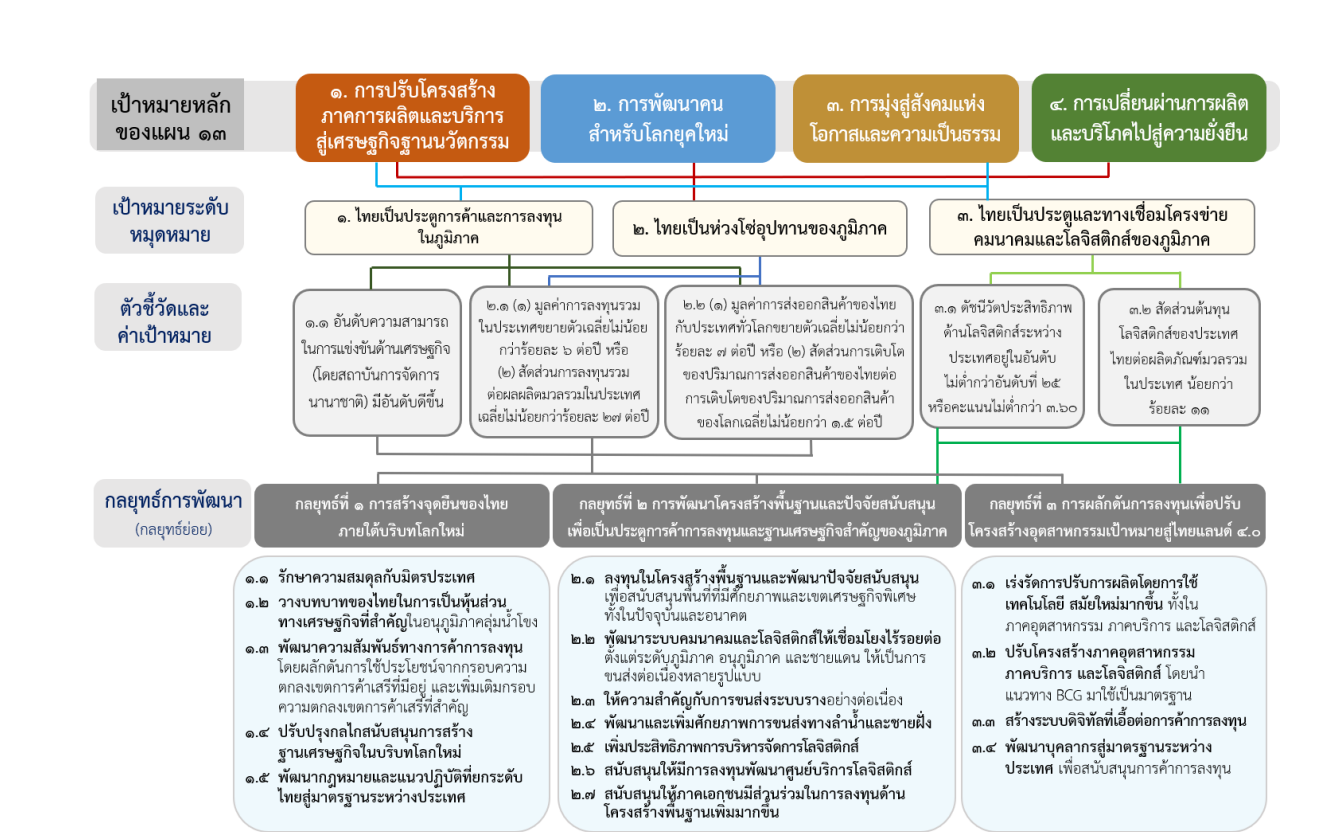 เป้าหมายหลัก
ของแผน ๑๓
๑. การปรับโครงสร้าง
ภาคการผลิตและบริการ
สู่เศรษฐกิจฐานนวัตกรรม
๒. การพัฒนาคน
สำหรับโลกยุคใหม่
๓. การมุ่งสู่สังคมแห่ง
โอกาสและความเป็นธรรม
๔. การเปลี่ยนผ่านการผลิต
และบริโภคไปสู่ความยั่งยืน
เป้าหมายระดับ
หมุดหมาย
๑. ไทยเป็นประตูการค้าและการลงทุน
ในภูมิภาค
๒. ไทยเป็นห่วงโซ่อุปทานของภูมิภาค
๓. ไทยเป็นประตูและทางเชื่อมโครงข่าย
คมนาคมและโลจิสติกส์ของภูมิภาค
ตัวชี้วัดและ
ค่าเป้าหมาย
๑.๑ อันดับความสามารถ
ในการแข่งขันด้านเศรษฐกิจ
(โดยสถาบันการจัดการ
นานาชาติ) มีอันดับดีขึ้น
๒.๑ (๑) มูลค่าการลงทุนรวม
ในประเทศขยายตัวเฉลี่ยไม่น้อย
กว่าร้อยละ ๖ ต่อปี หรือ
(๒) สัดส่วนการลงทุนรวม
ต่อผลผลิตมวลรวมในประเทศ
เฉลี่ยไม่น้อยกว่าร้อยละ ๒๗ ต่อปี
๒.๒ (๑) มูลค่าการส่งออกสินค้าของไทย
กับประเทศทั่วโลกขยายตัวเฉลี่ยไม่น้อยกว่า
ร้อยละ ๗ ต่อปี หรือ (๒) สัดส่วนการเติบโต
ของปริมาณการส่งออกสินค้าของไทยต่อ
การเติบโตของปริมาณการส่งออกสินค้า
ของโลกเฉลี่ยไม่น้อยกว่า ๑.๕ ต่อปี
๓.๑ ดัชนีวัดประสิทธิภาพ
ด้านโลจิสติกส์ระหว่าง
ประเทศอยู่ในอันดับ
ไม่ต่ำกว่าอันดับที่ ๒๕
หรือคะแนนไม่ต่ำกว่า ๓.๖๐
๓.๒ สัดส่วนต้นทุน
โลจิสติกส์ของประเทศ
ไทยต่อผลิตภัณฑ์มวลรวม
ในประเทศ น้อยกว่า
ร้อยละ ๑๑
กลยุทธ์การพัฒนา
(กลยุทธ์ย่อย)
กลยุทธ์ที่ ๑ การสร้างจุดยืนของไทย
ภายใต้บริบทโลกใหม่
กลยุทธ์ที่ ๒ การพัฒนาโครงสร้างพื้นฐานและปัจจัยสนับสนุน
เพื่อเป็นประตูการค้าการลงทุนและฐานเศรษฐกิจสำคัญของภูมิภาค
กลยุทธ์ที่ ๓ การผลักดันการลงทุนเพื่อปรับ
โครงสร้างอุตสาหกรรมเป้าหมายสู่ไทยแลนด์ ๔.๐
๑.๑ รักษาความสมดุลกับมิตรประเทศ
๑.๒ วางบทบาทของไทยในการเป็นหุ้นส่วน
ทางเศรษฐกิจที่สำคัญในอนุภูมิภาคลุ่มน้ำโขง
๑.๓ พัฒนาความสัมพันธ์ทางการค้าการลงทุน
โดยผลักดันการใช้ประโยชน์จากกรอบความ
ตกลงเขตการค้าเสรีที่มีอยู่ และเพิ่มเติมกรอบ
ความตกลงเขตการค้าเสรีที่สำคัญ
๑.๔ ปรับปรุงกลไกสนับสนุนการสร้าง
ฐานเศรษฐกิจในบริบทโลกใหม่
๑.๕ พัฒนากฎหมายและแนวปฏิบัติที่ยกระดับ
ไทยสู่มาตรฐานระหว่างประเทศ
๒.๑ ลงทุนในโครงสร้างพื้นฐานและพัฒนาปัจจัยสนับสนุน
เพื่อสนับสนุนพื้นที่ที่มีศักยภาพและเขตเศรษฐกิจพิเศษ
ทั้งในปัจจุบันและอนาคต
๒.๒ พัฒนาระบบคมนาคมและโลจิสติกส์ให้เชื่อมโยงไร้รอยต่อ
ตั้งแต่ระดับภูมิภาค อนุภูมิภาค และชายแดน ให้เป็นการ
ขนส่งต่อเนื่องหลายรูปแบบ
๒.๓ ให้ความสำคัญกับการขนส่งระบบรางอย่างต่อเนื่อง
๒.๔ พัฒนาและเพิ่มศักยภาพการขนส่งทางลำน้ำและชายฝั่ง
๒.๕ เพิ่มประสิทธิภาพการบริหารจัดการโลจิสติกส์
๒.๖ สนับสนุนให้มีการลงทุนพัฒนาศูนย์บริการโลจิสติกส์
๒.๗ สนับสนุนให้ภาคเอกชนมีส่วนร่วมในการลงทุนด้าน
โครงสร้างพื้นฐานเพิ่มมากขึ้น
๓.๑ เร่งรัดการปรับการผลิตโดยการใช้
เทคโนโลยี สมัยใหม่มากขึ้น ทั้งใน
ภาคอุตสาหกรรม ภาคบริการ และโลจิสติกส์
๓.๒ ปรับโครงสร้างภาคอุตสาหกรรม
ภาคบริการ และโลจิสติกส์ โดยนำ
แนวทาง BCG มาใช้เป็นมาตรฐาน
๓.๓ สร้างระบบดิจิทัลที่เอื้อต่อการค้าการลงทุน
๓.๔ พัฒนาบุคลากรสู่มาตรฐานระหว่าง
ประเทศ เพื่อสนับสนุนการค้าการลงทุน